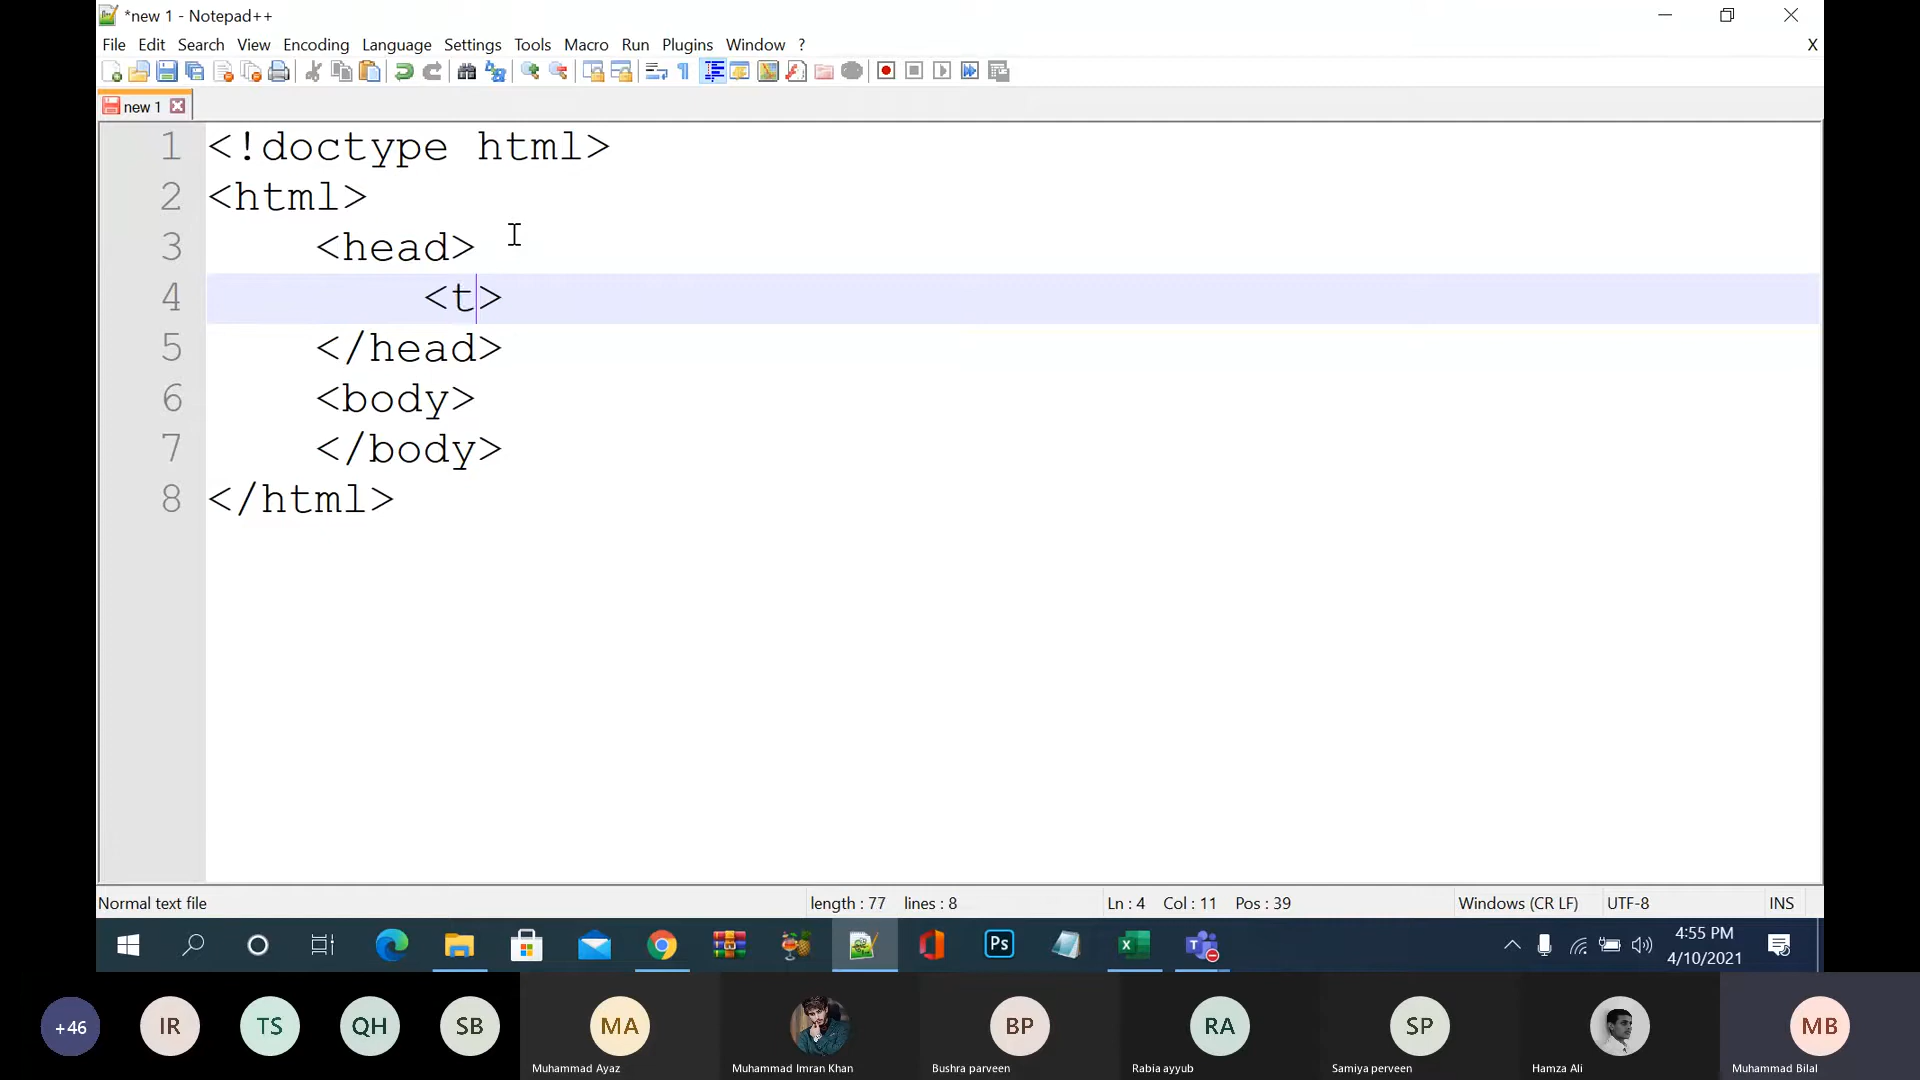 *new 1 - Notepad++
File Edit Search View Encoding Language Settings Tools Macro Run Plugins Window ? X
new 1
1 <!doctype html>
2 <html>
3 <head>
4 <t>
5 </head>
6 <body>
7 </body>
8 </html>
Normal text file length : 77 lines : 8 Ln : 4 Col : 11 Pos : 39 Windows (CR LF) UTF-8 INS
Ps
4:55 PM
4/10/2021
+46 IR TS QH SB MA BP RA SP MB
Muhammad Ayaz Muhammad Imran Khan Bushra parveen Rabia ayyub Samiya perveen Hamza Ali Muhammad Bilal